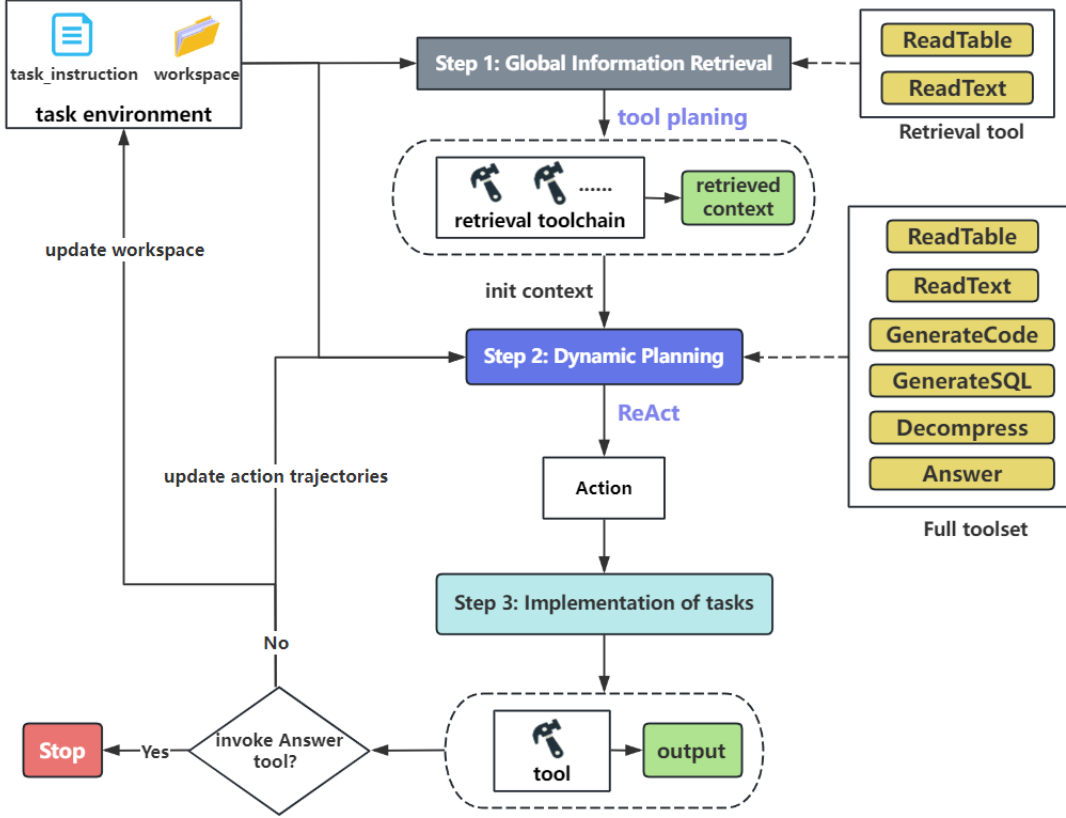 task_instruction
workspace
task environment
Step 1: Global Information Retrieval
ReadTable
ReadText
Retrieval tool
tool planing
......
retrieval toolchain
retrieved
context
update workspace
init context
ReadTable
ReadText
GenerateCode
GenerateSQL
Decompress
Answer
Full toolset
Step 2: Dynamic Planning
ReAct
update action trajectories
Action
Step 3: Implementation of tasks
No
invoke Answer
tool?
Yes
Stop
tool
output